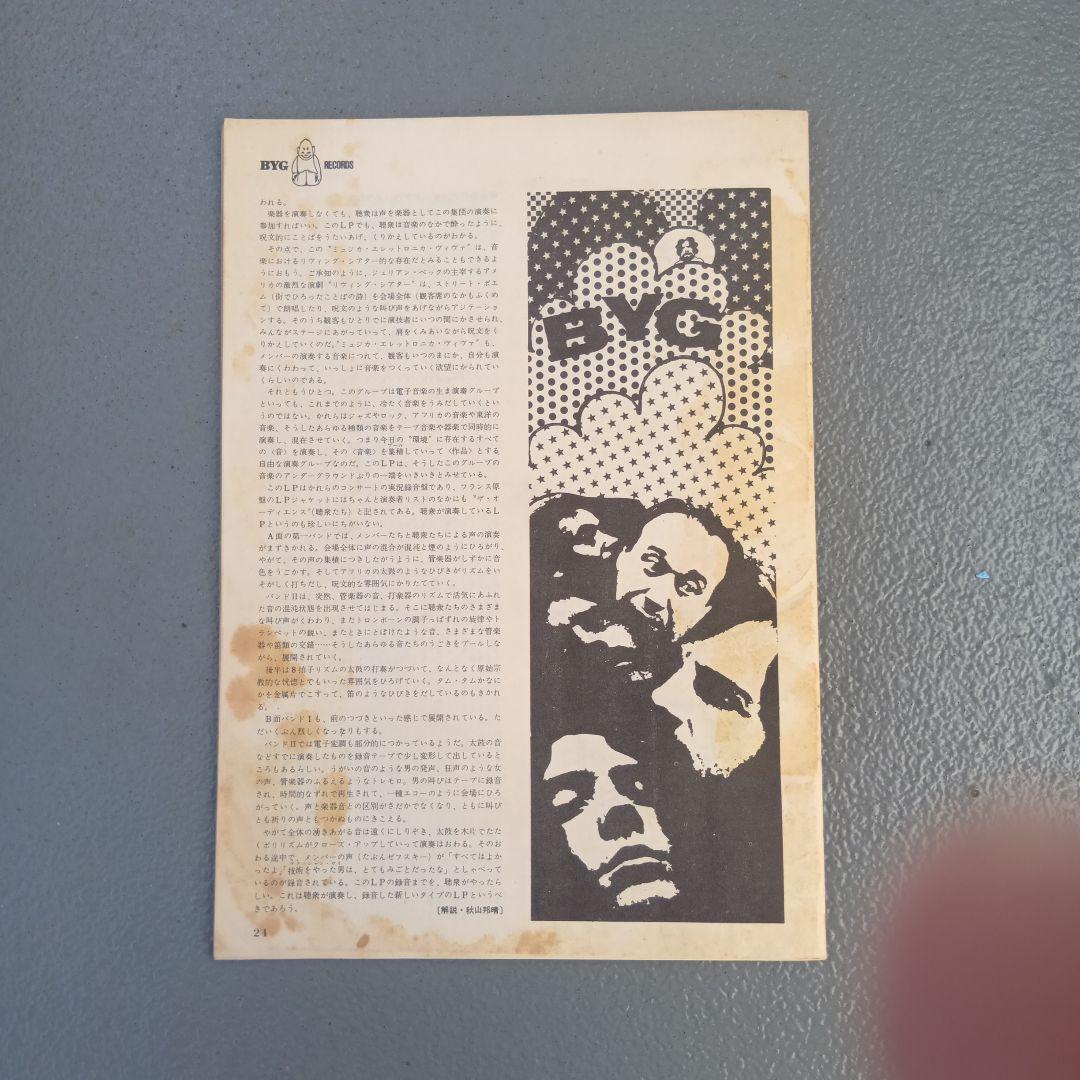 BYG RECORDS
われる。
楽器を演奏しなくても、聴衆は声を楽器としてこの集団の演奏に
参加すればいい。このLPでも、聴衆は音楽のなかで酔ったように、
呪文的にことばをうたいあげ、くりかえしているのがわかる。
その点で、この“ミュジカ・エレットロニカ・ヴィヴァ”は、音
楽におけるリヴィング・シアター的な存在だとみることもできるよ
うにおもう。ご承知のように、ジュリアン・ベックの主宰するアメ
リカの激烈な演劇“リヴィング・シアター”は、ストリート・ポエ
ム（街でひろったことばの詩）を会場全体（観客席のなかもふくめ
て）で朗唱したり、呪文のような叫び声をあげながらアジテーショ
ンする。そのうち観客もひとりでに演技者にいつの間にかさせられ、
みんながステージにあがっていって、肩をくみあいながら呪文をく
りかえしていくのだ。“ミュジカ・エレットロニカ・ヴィヴァ”も、
メンバーの演奏する音楽につれて、観客もいつのまにか、自分も演
奏にくわわって、いっしょに音楽をつくっていく欲望にかられてい
くらしいのである。
それともうひとつ。このグループは電子音楽の生ま演奏グループ
といっても、これまでのように、冷たく音楽をうみだしていくとい
うのではない。かれらはジャズやロック、アフリカの音楽や東洋の
音楽、そうしたあらゆる種類の音楽をテープ音楽や器楽で同時的に
演奏し、混在させていく。つまり今日の“環境”に存在するすべて
の〈音〉を演奏し、その〈音楽〉を集積していって〈作品〉とする
自由な演奏グループなのだ。このLPは、そうしたこのグループの
音楽のアンダーグラウンドぶりの一端をいきいきとみせている。
このLPはかれらのコンサートの実況録音盤であり、フランス原
盤のLPジャケットにはちゃんと演奏者リストのなかにも“ザ・オ
ーディエンス”（聴衆たち）と記されてある。聴衆が演奏しているL
Pというのも珍しいにちがいない。
A面の第一バンドでは、メンバーたちと聴衆たちによる声の演奏
がまずきかれる。会場全体に声の混合が混沌と煙のようにひろがり、
やがて、その声の集積につきしたがうように、管楽器がしずかに音
色をうごかす。そしてアフリカの太鼓のようなひびきがリズムをい
そがしく打ちだし、呪文的な雰囲気にかりたてていく。
バンドIIは、突然、管楽器の音、打楽器のリズムで活気にあふれ
た音の混沌状態を出現させてはじまる。そこに聴衆たちのさまざま
な叫び声がくわわり、またトロンボーンの調子っぱずれの旋律やト
ランペットの鋭い、またときにとぼけたような音、さまざまな管楽
器や笛類の交錯……そうしたあらゆる音たちのうごきをプールしな
がら、展開されていく。
後半は8拍子リズムの太鼓の打奏がつづいて、なんとなく原始宗
教的な恍惚とでもいった雰囲気をひろげていく。タム・タムかなに
かを金属片でこすって、笛のようなひびきをだしているのもきかれ
る。
B面バンドIも、前のつづきといった感じで展開されている。た
だいくぶん烈しくなったりもする。
バンドIIでは電子変調も部分的につかっているようだ。太鼓の音
などすでに演奏したものを録音テープで少し変形して出していると
ころもあるらしい。うがいの音のような男の発声、狂声のような女
の声、管楽器のふるえるようなトレモロ。男の叫びはテープに録音
され、時間的なずれで再生されて、一種エコーのように会場にひろ
がっていく。声と楽器音との区別がさだかでなくなり、ともに叫び
とも祈りの声ともつかぬものにきこえる。
やがて全体の湧きあがる音は遠くにしりぞき、太鼓を木片でたた
くポリリズムがクローズ・アップしていって演奏はおわる。そのお
わる途中で、メンバーの声（たぶんゼフスキー）が「すべてはよか
ったよ」「技術をやった男は、とてもみごとだったな」としゃべって
いるのが録音されている。このLPの録音までを、聴衆がやったら
しい。これは聴衆が演奏し、録音した新しいタイプのLPというべ
きであろう。
〔解説・秋山邦晴〕
24
BYG